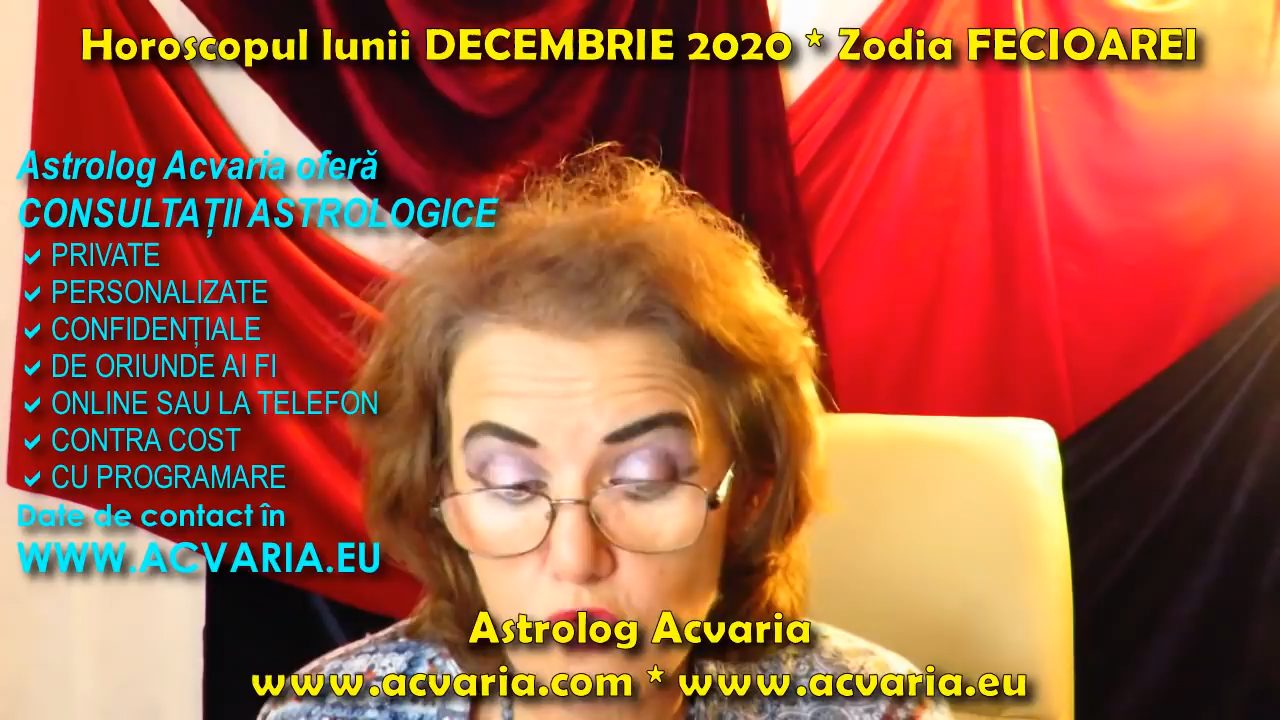 Horoscopul lunii DECEMBRIE 2020 * Zodia FECIOAREI
Astrolog Acvaria oferă
CONSULTAȚII ASTROLOGICE
PRIVATE
PERSONALIZATE
CONFIDENȚIALE
DE ORIUNDE AI FI
ONLINE SAU LA TELEFON
CONTRA COST
CU PROGRAMARE
Date de contact în
WWW.ACVARIA.EU
Astrolog Acvaria
www.acvaria.com * www.acvaria.eu